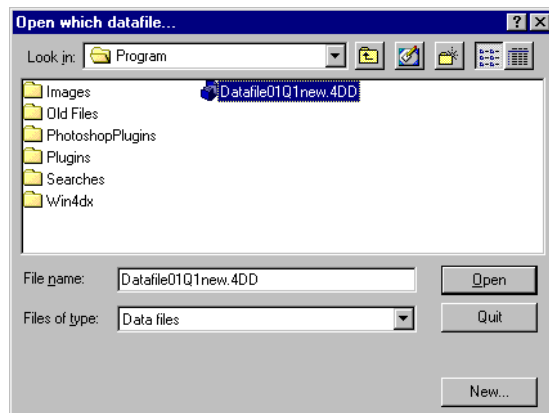 Open which datafile...
Look in: Program
Images
Old Files
PhotoshopPlugins
Plugins
Searches
Win4dx
Datafile01Q1new.4DD
File name: Datafile01Q1new.4DD Open
Files of type: Data files Quit
New...